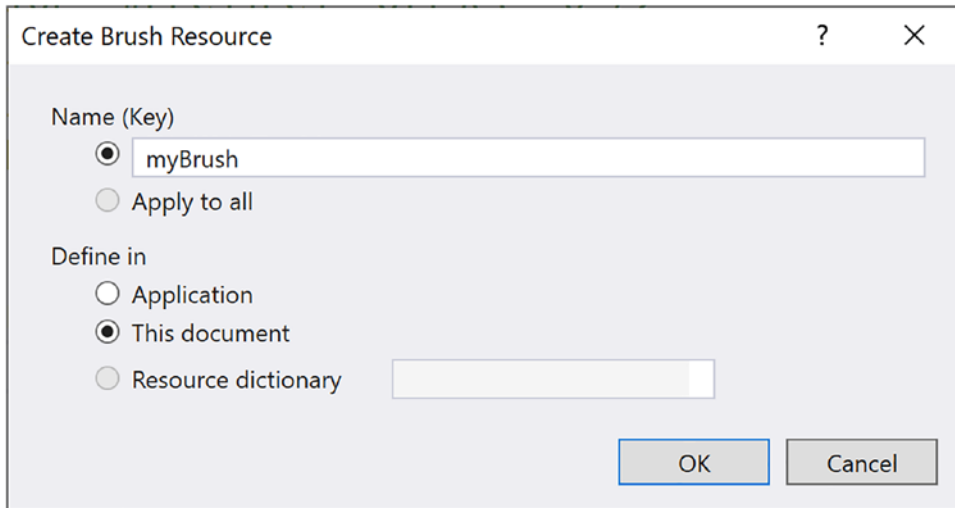 Create Brush Resource ?
Name (Key)
myBrush
Apply to all
Define in
Application
This document
Resource dictionary
OK Cancel